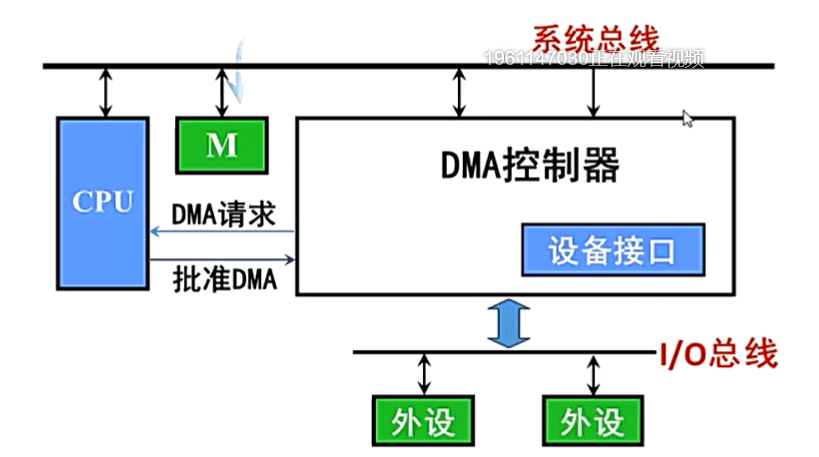 系统总线
1961147030正在观看视频
M
DMA控制器
CPU
DMA请求
设备接口
批准DMA
I/O总线
外设
外设